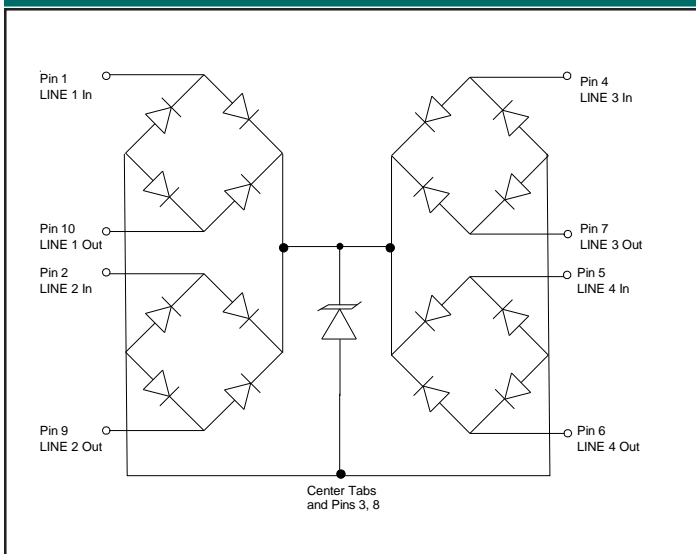 Pin 1
LINE 1 In
Pin 4
LINE 3 In
Pin 10
LINE 1 Out
Pin 7
LINE 3 Out
Pin 2
LINE 2 In
Pin 5
LINE 4 In
Pin 9
LINE 2 Out
Pin 6
LINE 4 Out
Center Tabs
and Pins 3, 8